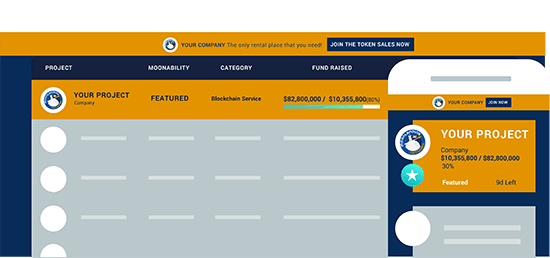 YOUR COMPANY The only rental place that you need! JOIN THE TOKEN SALES NOW
PROJECT MOONABILITY CATEGORY FUND RAISED
YOUR PROJECT
Company
FEATURED
Blockchain Service
$82,800,000 / $10,355,800(80%)
YOUR COMPANY JOIN NOW
YOUR PROJECT
Company
$10,355,800 / $82,800,000
30%
Featured 9d Left